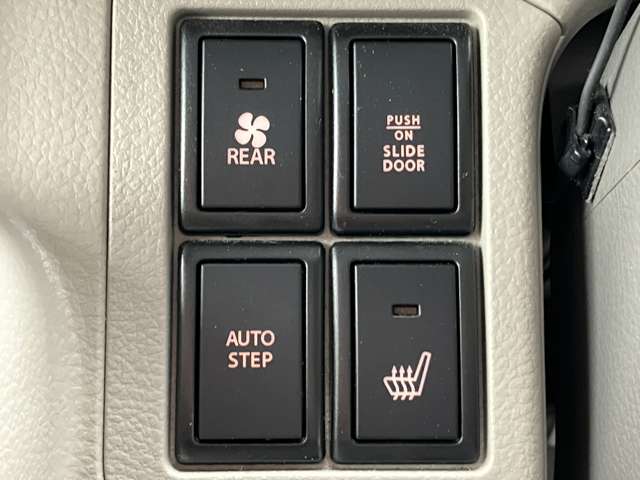 REAR
PUSH
ON
SLIDE
DOOR
AUTO
STEP